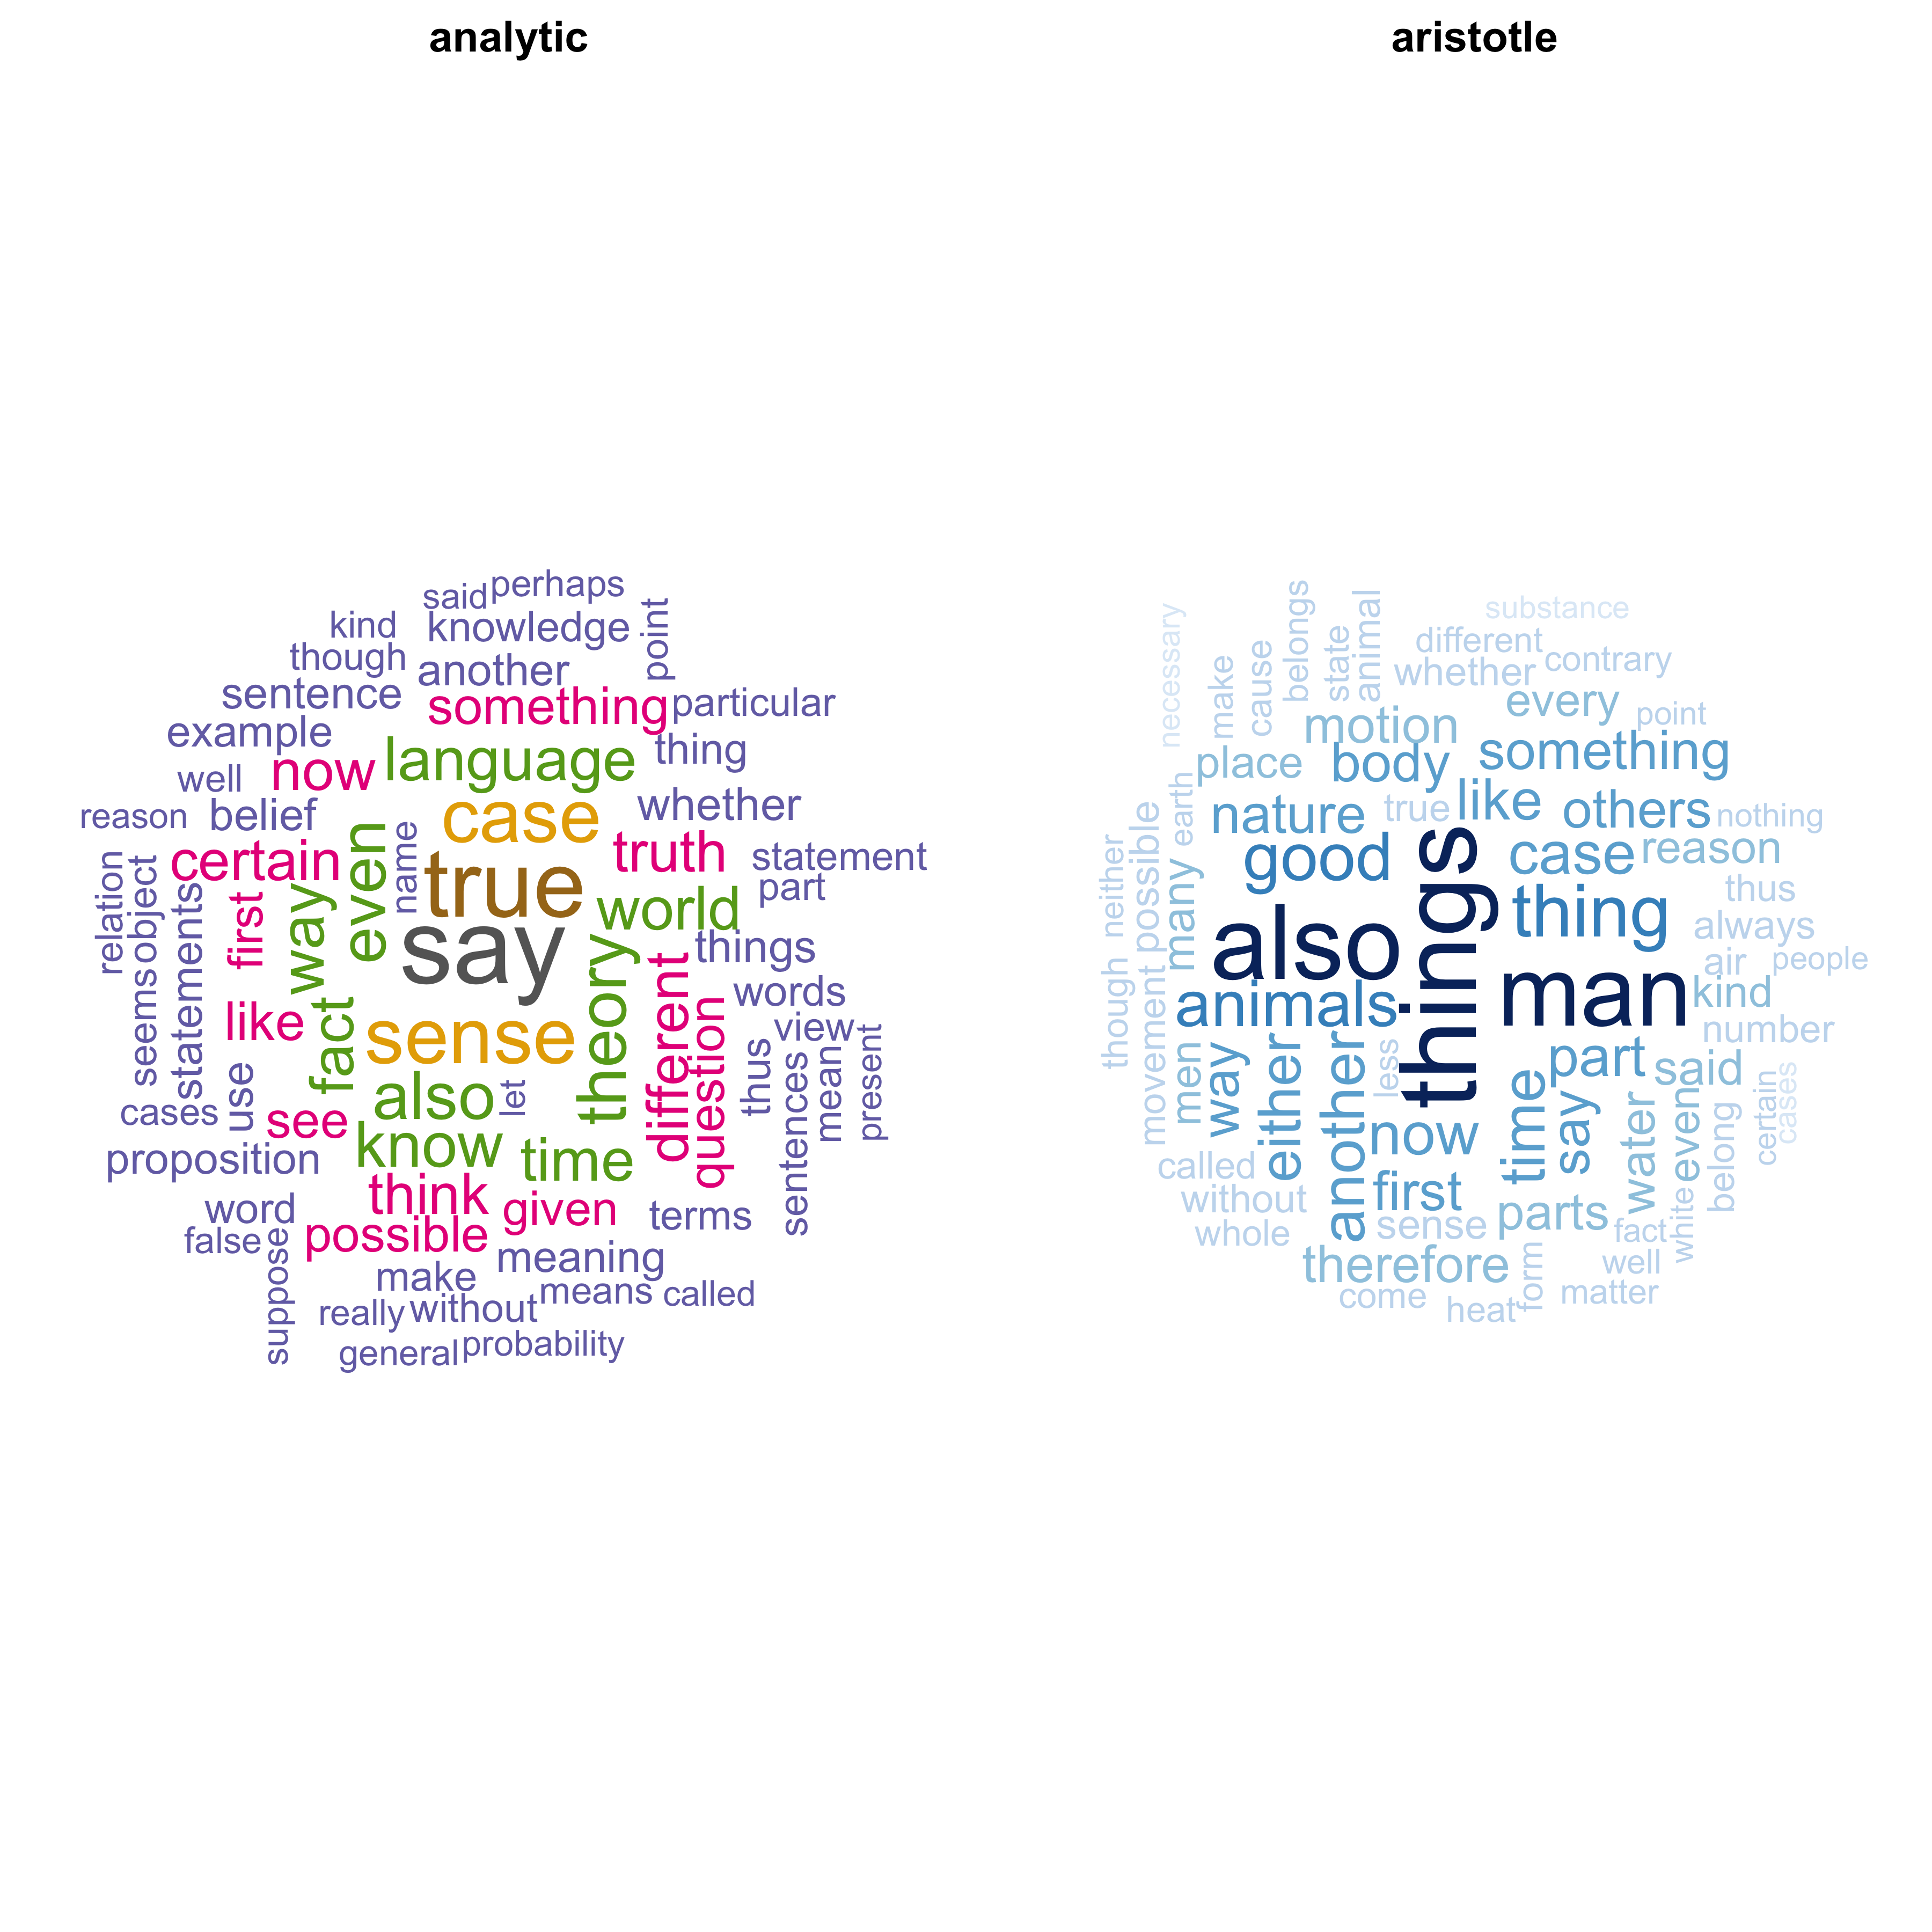 analytic
said perhaps
kind knowledge point
though another
sentence something particular
example language thing
well now
reason belief case whether
name even
certain true truth statement
part
world
relation object statements first way say things
seems words
like fact sense theory different question view
thus sentences mean present
use also let
cases see
proposition know time
think given terms
word possible
false meaning
suppose make means called
really without
general probability
aristotle
necessary make cause belongs state animal substance
different
whether contrary
every point
motion
place body something
earth nature true like others nothing
neither possible good case reason
many thing thus
also things always
air people
though movement animals man kind
number
men way either another less part said
now time say water even belong certain cases
called
without first
whole sense parts fact white
therefore form well
come heat matter